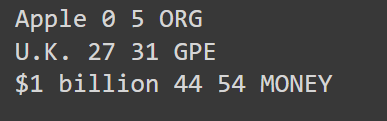 Apple 0 5 ORG
U.K. 27 31 GPE
$1 billion 44 54 MONEY